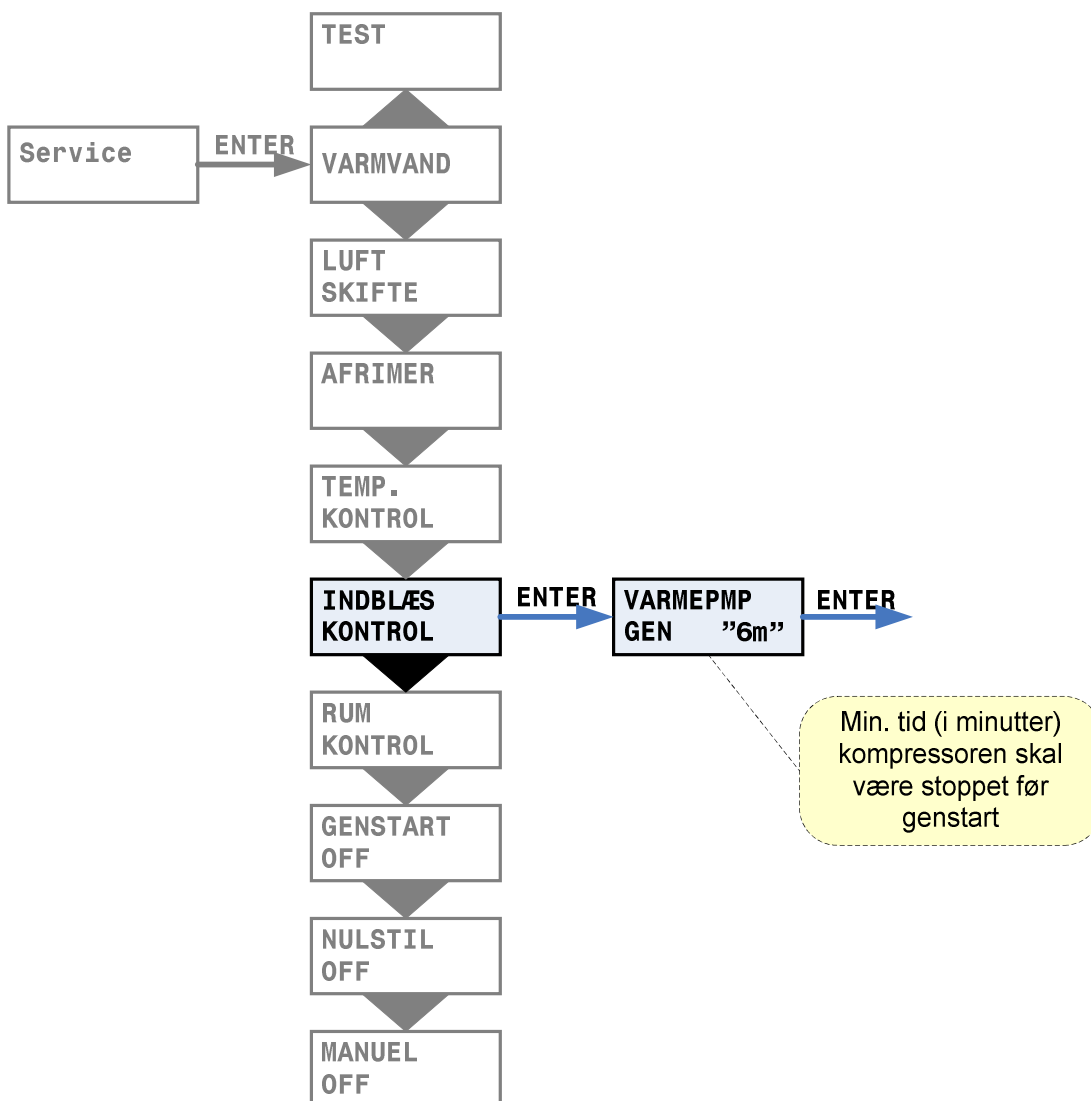 TEST
Service
ENTER
VARMVAND
LUFT
SKIFTE
AFRIMER
TEMP.
KONTROL
INDBLÆS
KONTROL
ENTER
VARMEPMP
GEN ”6m”
ENTER
Min. tid (i minutter)
kompressoren skal
være stoppet før
genstart
RUM
KONTROL
GENSTART
OFF
NULSTIL
OFF
MANUEL
OFF